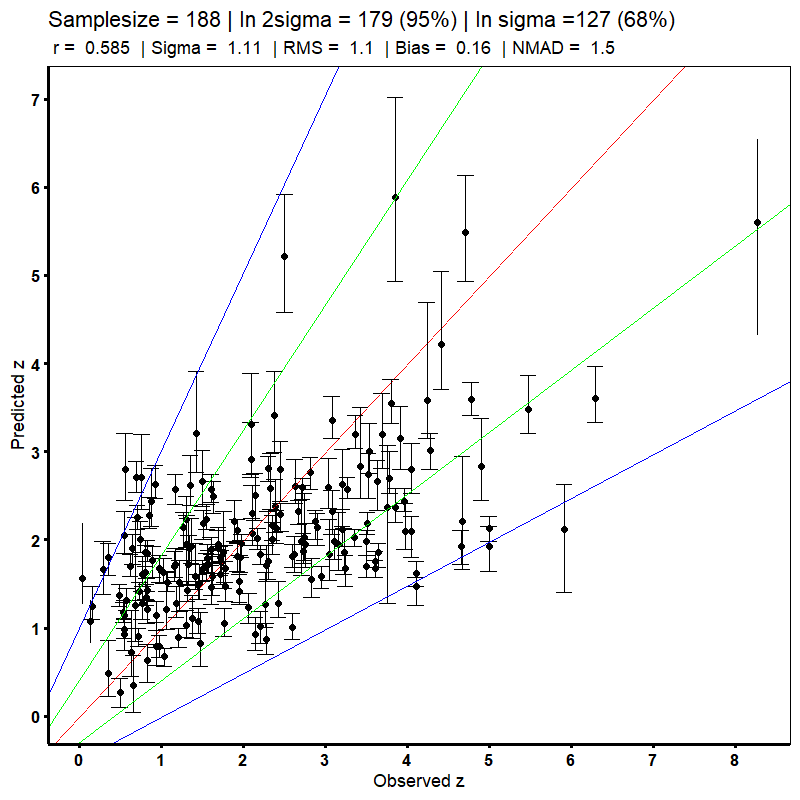 Samplesize = 188 | In 2sigma = 179 (95%) | In sigma =127 (68%)
r = 0.585 | Sigma = 1.11 | RMS = 1.1 | Bias = 0.16 | NMAD = 1.5
7
6
5
4
3
2
1
0
Predicted z
0 1 2 3 4 5 6 7 8
Observed z